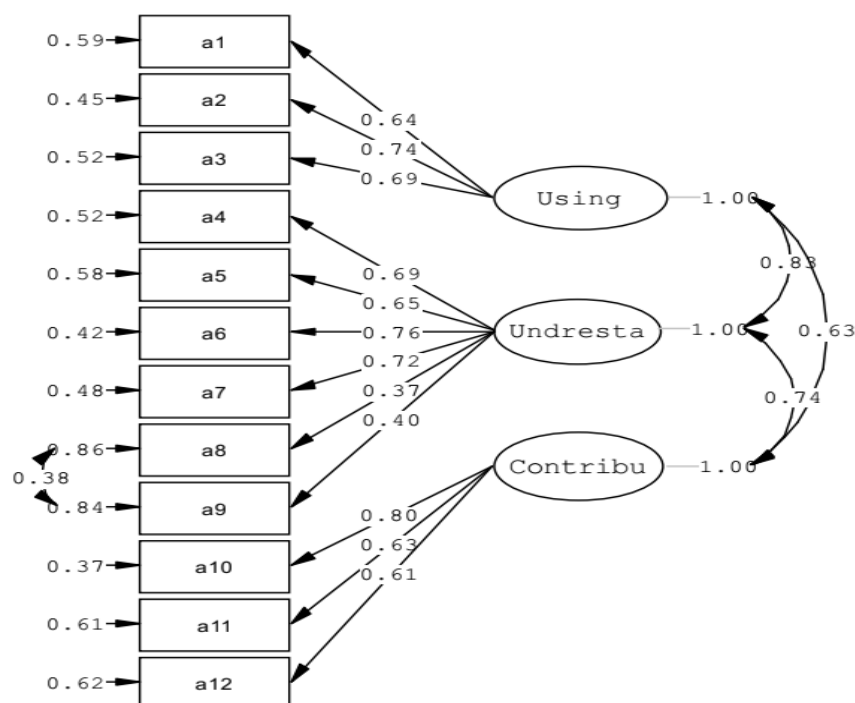 0.59 a1
0.45 a2
0.64
0.52 a3
0.74
0.69
Using 1.00
0.52 a4
0.83
0.58 a5
0.69
0.65
0.42 a6
0.76
Undresta 1.00
0.63
0.72
0.48 a7
0.37
0.74
0.40
0.86 a8
0.38
Contribu 1.00
0.84 a9
0.80
0.63
0.37 a10
0.61
0.61 a11
0.62 a12